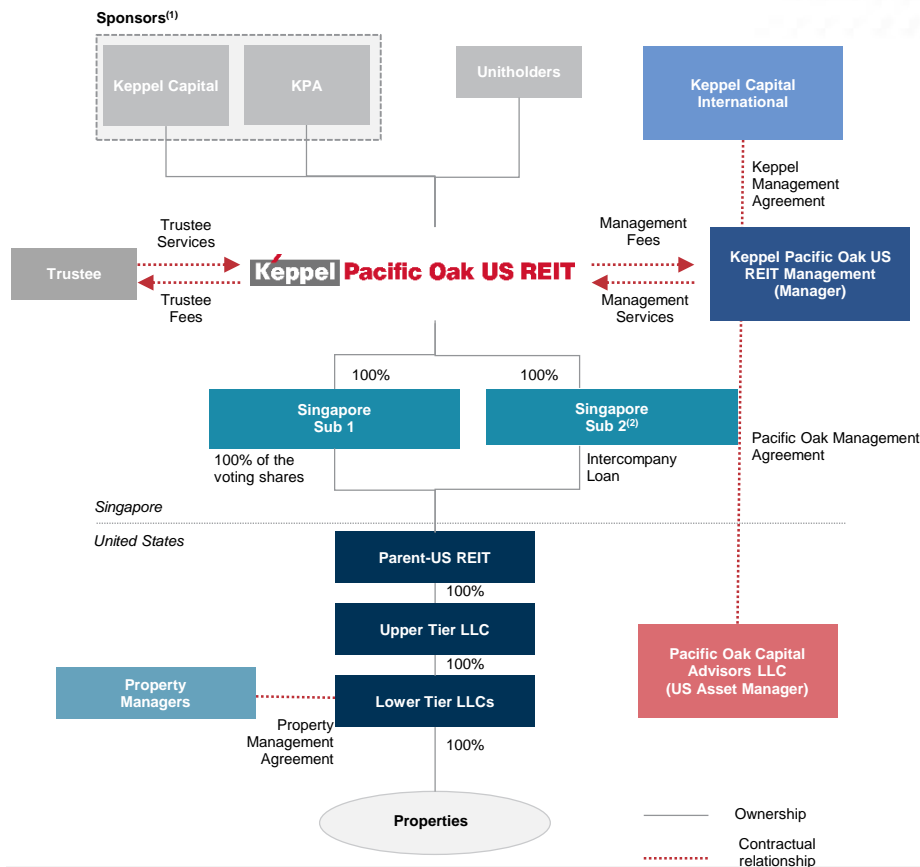 Sponsors(1)
Keppel Capital
KPA
Unitholders
Keppel Capital
International
Keppel
Management
Agreement
Trustee
Services
Management
Fees
Trustee
Keppel Pacific Oak US REIT
Keppel Pacific Oak US
REIT Management
(Manager)
Trustee
Fees
Management
Services
100%
100%
Singapore
Sub 1
Singapore
Sub 2(2)
Pacific Oak Management
Agreement
100% of the
voting shares
Intercompany
Loan
Singapore
United States
Parent-US REIT
100%
Upper Tier LLC
100%
Pacific Oak Capital
Advisors LLC
(US Asset Manager)
Property
Managers
Lower Tier LLCs
Property
Management
Agreement
100%
Properties
Ownership
Contractual
relationship